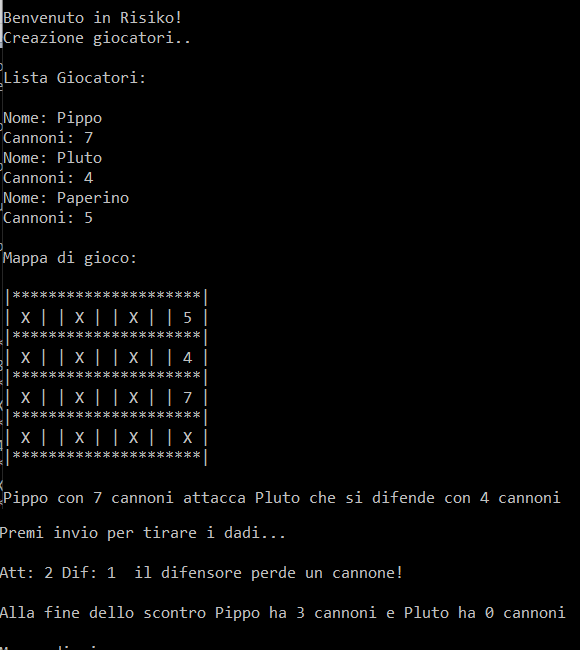 Benvenuto in Risiko!
Creazione giocatori..
Lista Giocatori:
Nome: Pippo
Cannoni: 7
Nome: Pluto
Cannoni: 4
Nome: Paperino
Cannoni: 5
Mappa di gioco:
|*********************|
| X | | X | | X | | 5 |
|*********************|
| X | | X | | X | | 4 |
|*********************|
| X | | X | | X | | 7 |
|*********************|
| X | | X | | X | | X |
|*********************|
Pippo con 7 cannoni attacca Pluto che si difende con 4 cannoni
Premi invio per tirare i dadi...
Att: 2 Dif: 1  il difensore perde un cannone!
Alla fine dello scontro Pippo ha 3 cannoni e Pluto ha 0 cannoni